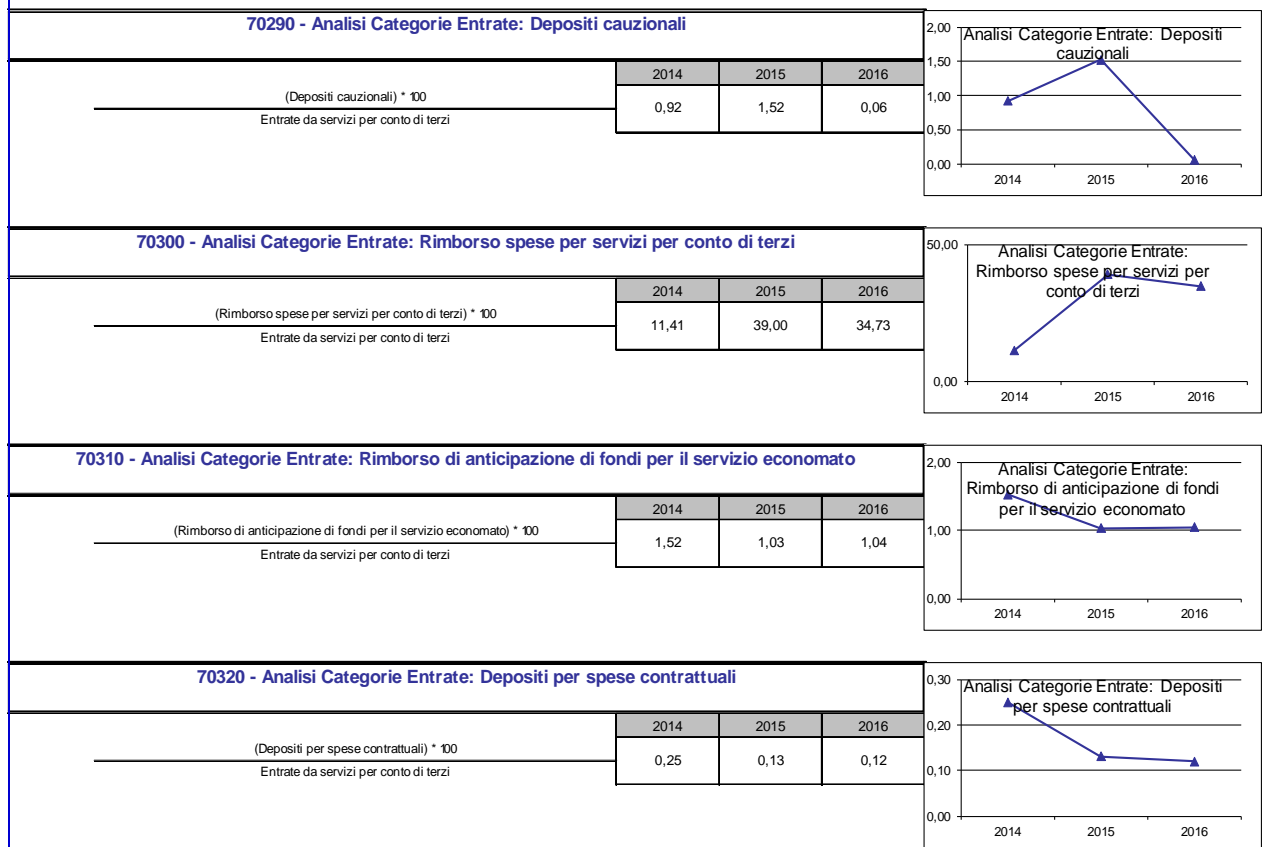 70290 - Analisi Categorie Entrate: Depositi cauzionali
2014 2015 2016
(Depositi cauzionali) * 100
Entrate da servizi per conto di terzi
0,92 1,52 0,06
Analisi Categorie Entrate: Depositi
cauzionali
2,00
1,50
1,00
0,50
0,00
2014 2015 2016
70300 - Analisi Categorie Entrate: Rimborso spese per servizi per conto di terzi
2014 2015 2016
(Rimborso spese per servizi per conto di terzi) * 100
Entrate da servizi per conto di terzi
11,41 39,00 34,73
Analisi Categorie Entrate:
Rimborso spese per servizi per
conto di terzi
50,00
0,00
2014 2015 2016
70310 - Analisi Categorie Entrate: Rimborso di anticipazione di fondi per il servizio economato
2014 2015 2016
(Rimborso di anticipazione di fondi per il servizio economato) * 100
Entrate da servizi per conto di terzi
1,52 1,03 1,04
Analisi Categorie Entrate:
Rimborso di anticipazione di fondi
per il servizio economato
2,00
1,00
0,00
2014 2015 2016
70320 - Analisi Categorie Entrate: Depositi per spese contrattuali
2014 2015 2016
(Depositi per spese contrattuali) * 100
Entrate da servizi per conto di terzi
0,25 0,13 0,12
Analisi Categorie Entrate: Depositi
per spese contrattuali
0,30
0,20
0,10
0,00
2014 2015 2016